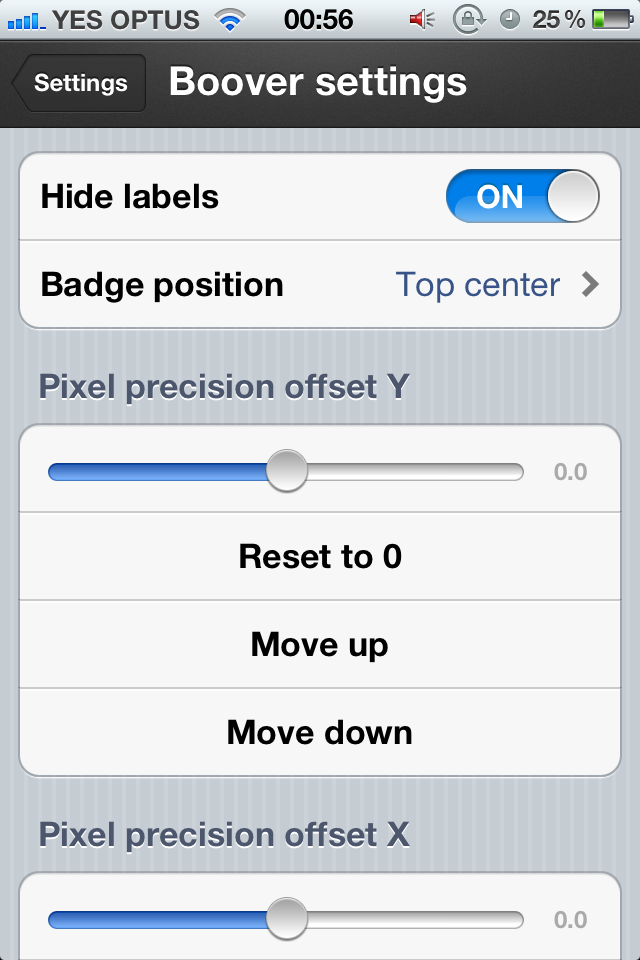 YES OPTUS 00:56 25%
Settings Boover settings
Hide labels ON
Badge position Top center
Pixel precision offset Y
0.0
Reset to 0
Move up
Move down
Pixel precision offset X
0.0